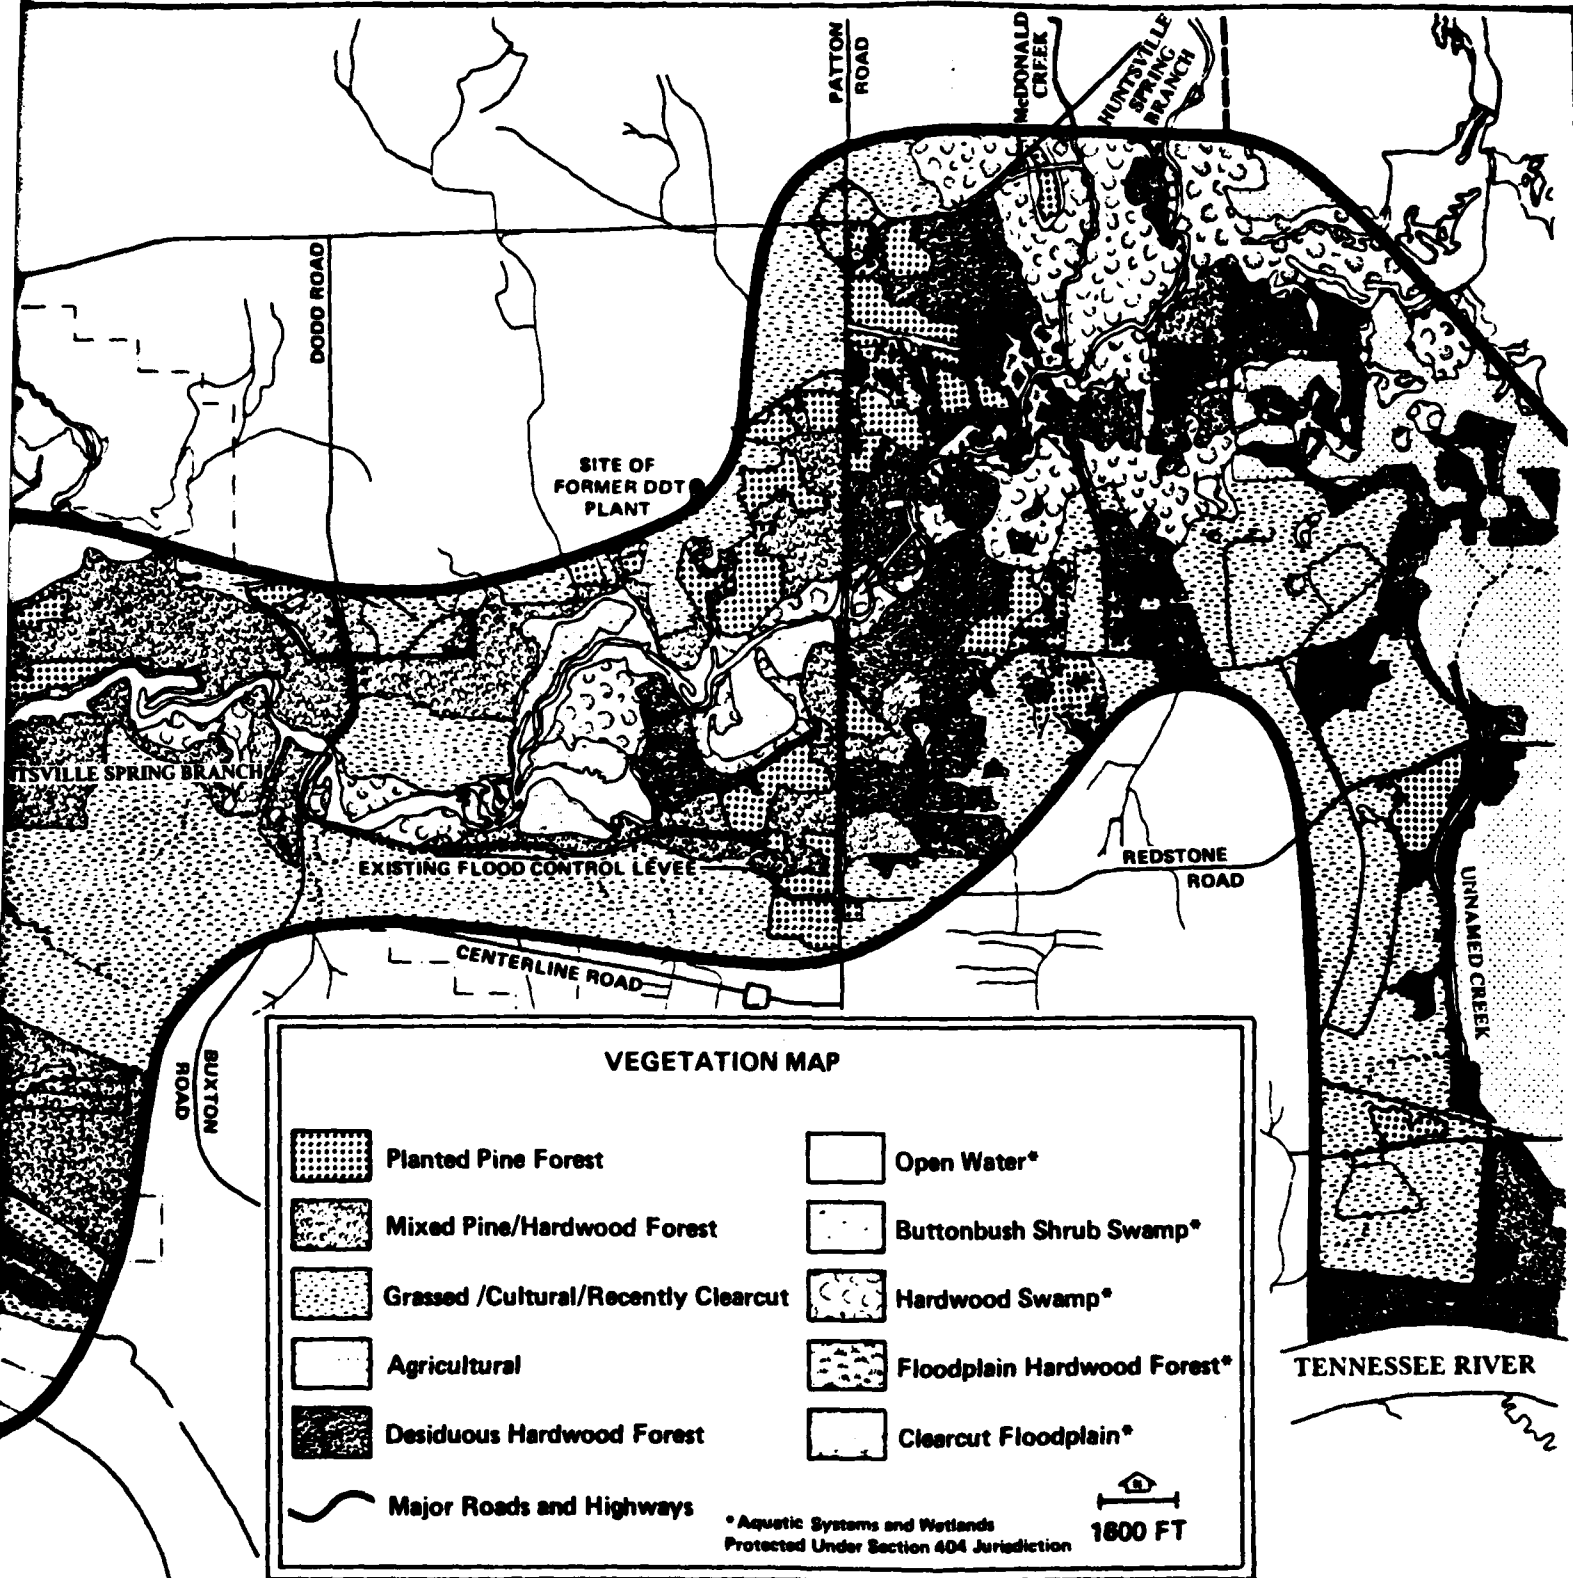 PATTON
ROAD
McDONALD
CREEK
HUNTSVILLE
SPRING
BRANCH
DODD ROAD
SITE OF
FORMER DDT
PLANT
TSVILLE SPRING BRANCH
EXISTING FLOOD CONTROL LEVEE
REDSTONE
ROAD
UNNAMED CREEK
CENTERLINE ROAD
BUXTON
ROAD
TENNESSEE RIVER
VEGETATION MAP
Planted Pine Forest
Mixed Pine/Hardwood Forest
Grassed /Cultural/Recently Clearcut
Agricultural
Desiduous Hardwood Forest
Major Roads and Highways
Open Water*
Buttonbush Shrub Swamp*
Hardwood Swamp*
Floodplain Hardwood Forest*
Clearcut Floodplain*
*Aquatic Systems and Wetlands
Protected Under Section 404 Jurisdiction
N
1600 FT